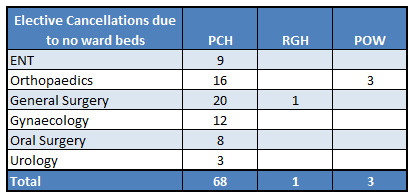 Elective Cancellations due to no ward beds PCH RGH POW
ENT 9
Orthopaedics 16 3
General Surgery 20 1
Gynaecology 12
Oral Surgery 8
Urology 3
Total 68 1 3